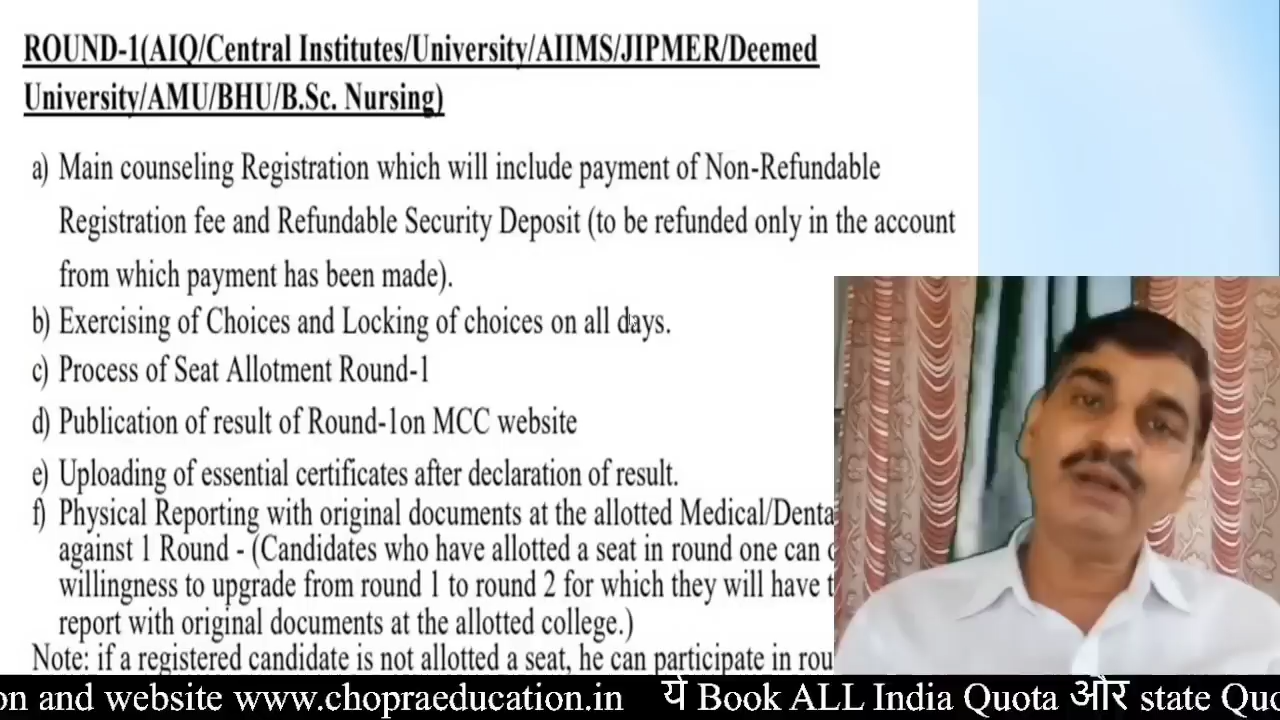 ROUND-1(AIQ/Central Institutes/University/AIIMS/JIPMER/Deemed
University/AMU/BHU/B.Sc. Nursing)
a) Main counseling Registration which will include payment of Non-Refundable
Registration fee and Refundable Security Deposit (to be refunded only in the account
from which payment has been made).
b) Exercising of Choices and Locking of choices on all days.
c) Process of Seat Allotment Round-1
d) Publication of result of Round-1on MCC website
e) Uploading of essential certificates after declaration of result.
f) Physical Reporting with original documents at the allotted Medical/Denta
against 1 Round - (Candidates who have allotted a seat in round one can
willingness to upgrade from round 1 to round 2 for which they will have
report with original documents at the allotted college.)
Note: if a registered candidate is not allotted a seat, he can participate in rou
on and website www.chopraeducation.in ये Book ALL India Quota और state Quo